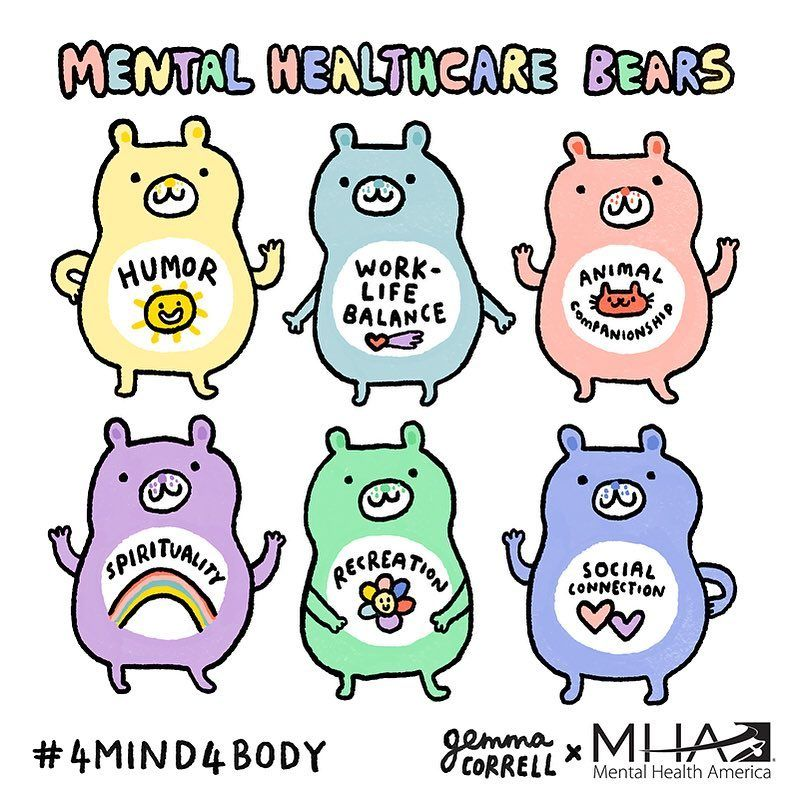 MENTAL HEALTHCARE BEARS
HUMOR
WORK-
LIFE
BALANCE
ANIMAL
COMPANIONSHIP
SPIRITUALITY
RECREATION
SOCIAL
CONNECTION
#4MIND4BODY
gemma
CORRELL x MHA
Mental Health America